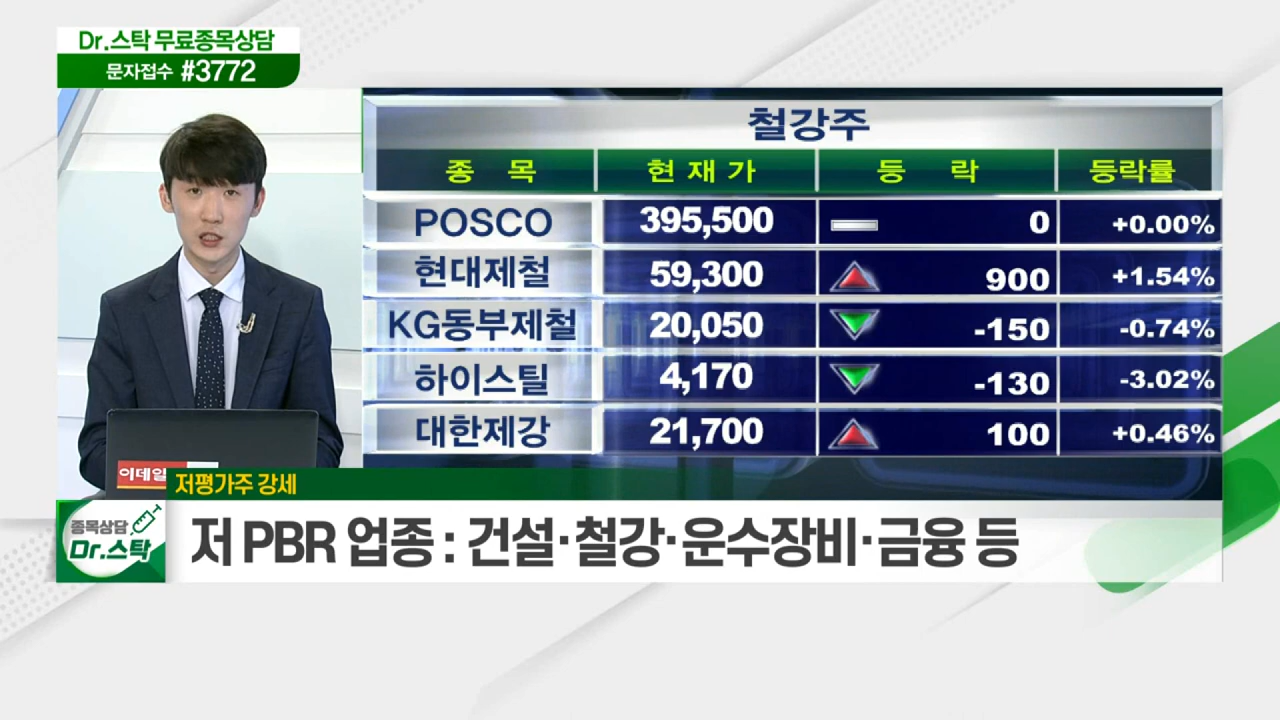 Dr.스탁 무료종목상담
문자접수 #3772
철강주
종 목 현 재 가 등 락 등락률
POSCO 395,500 0 +0.00%
현대제철 59,300 900 +1.54%
KG동부제철 20,050 -150 -0.74%
하이스틸 4,170 -130 -3.02%
대한제강 21,700 100 +0.46%
이데일
저평가주 강세
종목상담
Dr.스탁
저 PBR 업종 : 건설·철강·운수장비·금융 등